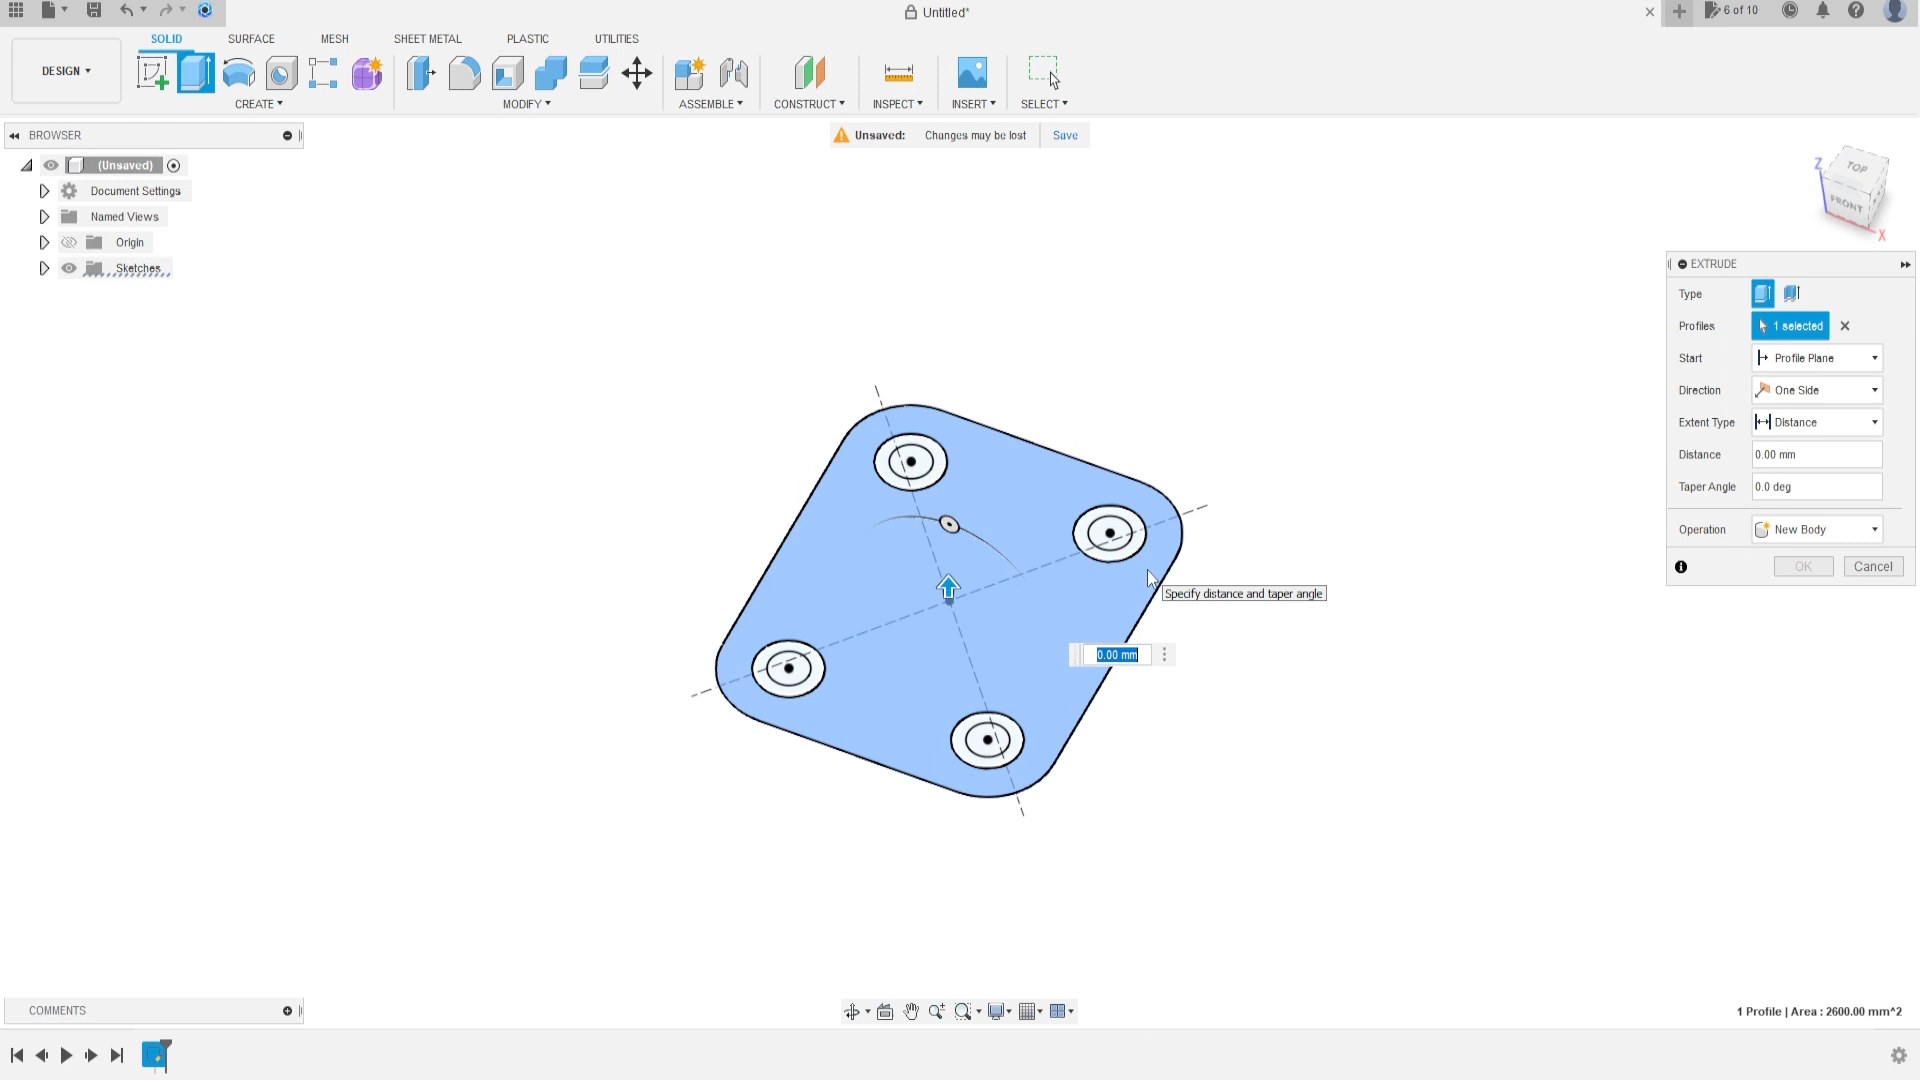 Untitled*
6 of 10
SOLID
SURFACE
MESH
SHEET METAL
PLASTIC
UTILITIES
DESIGN
CREATE
MODIFY
ASSEMBLE
CONSTRUCT
INSPECT
INSERT
SELECT
BROWSER
Unsaved: Changes may be lost Save
(Unsaved)
Document Settings
Named Views
Origin
Sketches
TOP
FRONT
Z
X
EXTRUDE
Type
Profiles 1 selected
Start Profile Plane
Direction One Side
Extent Type Distance
Distance 0.00 mm
Taper Angle 0.0 deg
Operation New Body
OK Cancel
Specify distance and taper angle
0.00 mm
COMMENTS
1 Profile | Area : 2600.00 mm^2